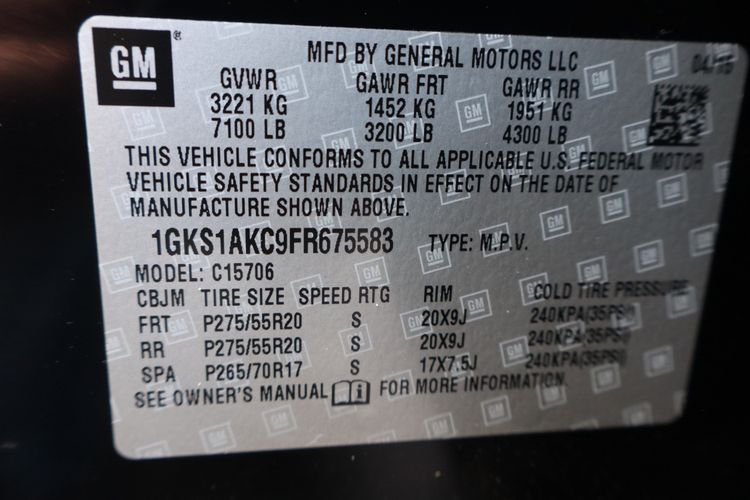 GM
MFD BY GENERAL MOTORS LLC
GVWR GAWR FRT GAWR RR
3221 KG 1452 KG 1951 KG
7100 LB 3200 LB 4300 LB
THIS VEHICLE CONFORMS TO ALL APPLICABLE U.S. FEDERAL MOTOR
VEHICLE SAFETY STANDARDS IN EFFECT ON THE DATE OF
MANUFACTURE SHOWN ABOVE.
1GKS1AKC9FR675583 TYPE: M.P.V.
MODEL: C15706
CBJM TIRE SIZE SPEED RTG RIM COLD TIRE PRESSURE
FRT P275/55R20 S 20X9J 240KPA(35PSI)
RR P275/55R20 S 20X9J 240KPA(35PSI)
SPA P265/70R17 S 17X7.5J 240KPA(35PSI)
SEE OWNER'S MANUAL FOR MORE INFORMATION.